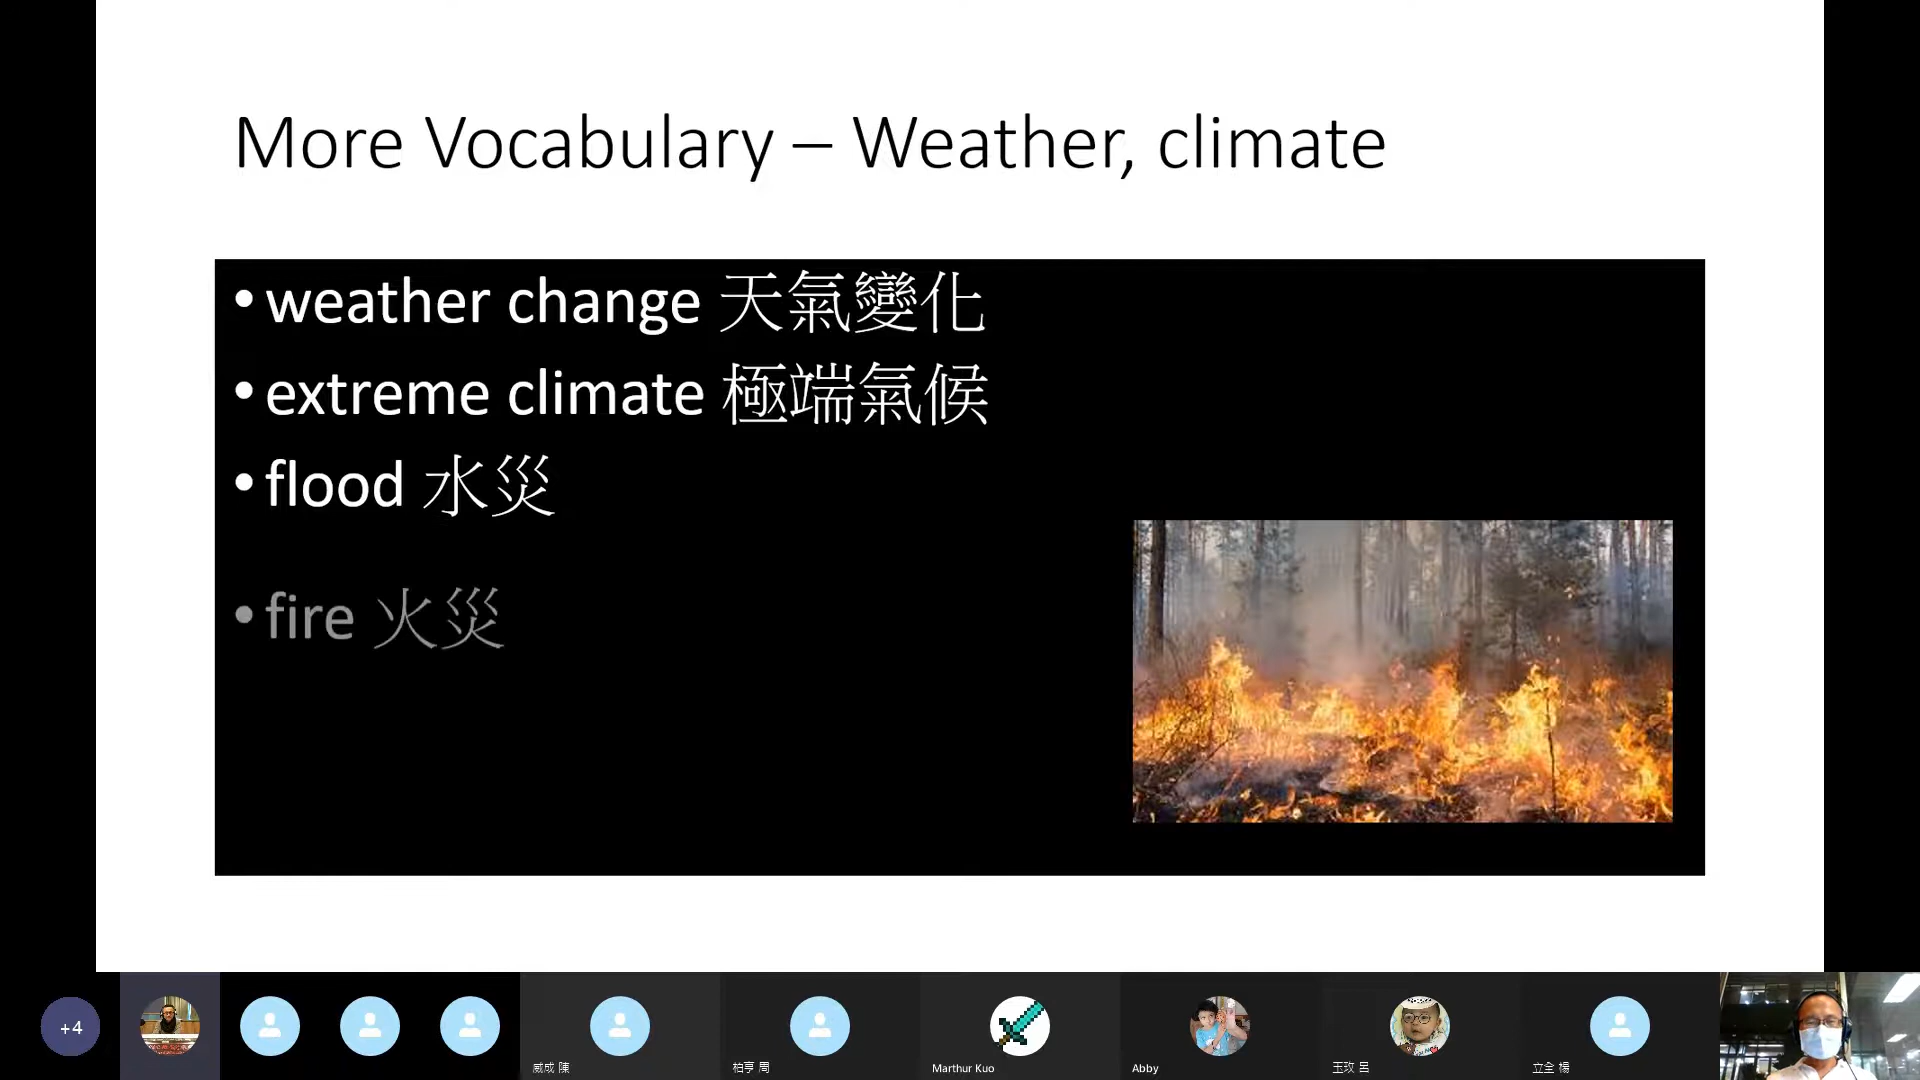 More Vocabulary – Weather, climate
• weather change 天氣變化
• extreme climate 極端氣候
• flood 水災
• fire 火災
+4
威成 陳
柏亨 周
Marthur Kuo
Abby
玉玫 呂
立全 楊